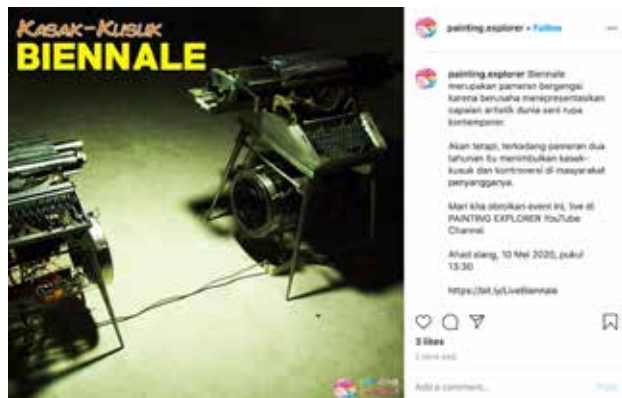 KASAK-KUSUK
BIENNALE
painting.explorer • Follow
painting.explorer Biennale
merupakan pameran bergengsi
karena berusaha merepresentasikan
capaian artistik dunia seni rupa
kontemporer.
Akan tetapi, terkadang pameran dua
tahunan itu menimbulkan kasak-
kusuk dan kontroversi di masyarakat
penyangganya.
Mari kita obrolkan event ini, live di
PAINTING EXPLORER YouTube
Channel
Ahad siang, 10 Mei 2020, pukul
13:30
https://bit.ly/LiveBiennale
3 likes
Add a comment...
Post